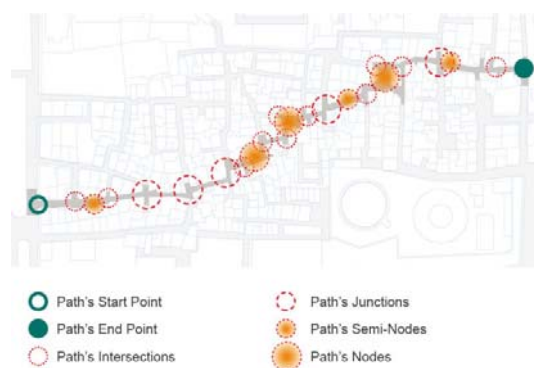 Path's Start Point
Path's End Point
Path's Intersections
Path's Junctions
Path's Semi-Nodes
Path's Nodes